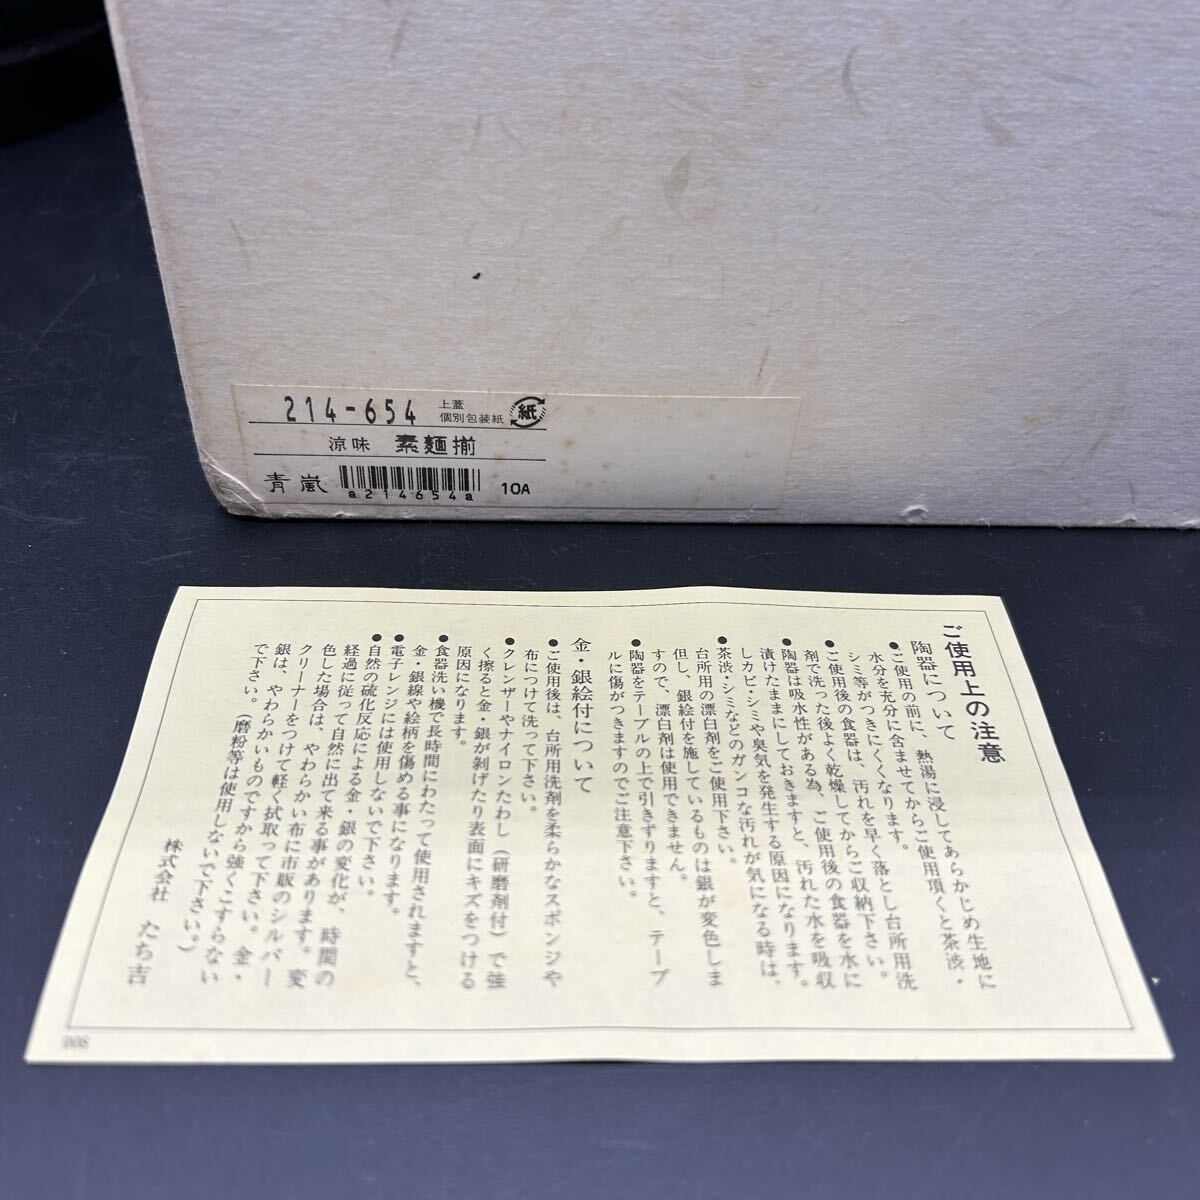 214-654
上蓋
個別包装紙
紙
涼味 素麺揃
青嵐
a214654a
10A
ご使用上の注意
陶器について
●ご使用の前に、熱湯に浸してあらかじめ生地に
水分を充分に含ませてからご使用頂くと茶渋・
シミ等がつきにくくなります。
●ご使用後の食器は、汚れを早く落とし台所用洗
剤で洗った後よく乾燥してからご収納下さい。
●陶器は吸水性がある為、ご使用後の食器を水に
漬けたままにしておきますと、汚れた水を吸収
しカビ・シミや臭気を発生する原因になります。
●茶渋・シミなどのガンコな汚れが気になる時は、
台所用の漂白剤をご使用下さい。
但し、銀絵付を施しているものは銀が変色しま
すので、漂白剤は使用できません。
●陶器をテーブルの上で引きずりますと、テーブ
ルに傷がつきますのでご注意下さい。
金・銀絵付について
●ご使用後は、台所用洗剤を柔らかなスポンジや
布につけて洗って下さい。
●クレンザーやナイロンたわし（研磨剤付）で強
く擦ると金・銀が剥げたり表面にキズをつける
原因になります。
●食器洗い機で長時間にわたって使用されますと、
金・銀線や絵柄を傷める事になります。
●電子レンジには使用しないで下さい。
●自然の硫化反応による金・銀の変化が、時間の
経過に従って自然に出て来る事があります。変
色した場合は、やわらかい布に市販のシルバー
クリーナーをつけて軽く拭取って下さい。金・
銀は、やわらかいものですから強くこすらない
で下さい。（磨粉等は使用しないで下さい。）
株式会社 たち吉
008